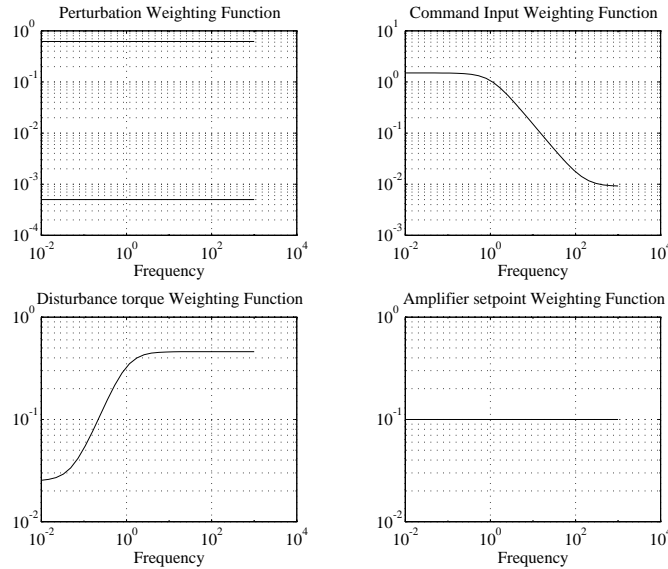 Perturbation Weighting Function
10^0
10^-1
10^-2
10^-3
10^-4
10^-2 10^0 10^2 10^4
Frequency
Command Input Weighting Function
10^1
10^0
10^-1
10^-2
10^-3
10^-2 10^0 10^2 10^4
Frequency
Disturbance torque Weighting Function
10^0
10^-1
10^-2
10^-2 10^0 10^2 10^4
Frequency
Amplifier setpoint Weighting Function
10^0
10^-1
10^-2
10^-2 10^0 10^2 10^4
Frequency